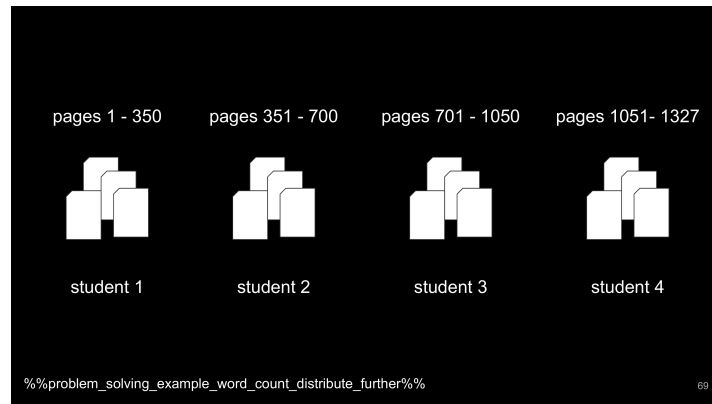 pages 1 - 350 pages 351 - 700 pages 701 - 1050 pages 1051- 1327
student 1 student 2 student 3 student 4
%%problem_solving_example_word_count_distribute_further%%
69